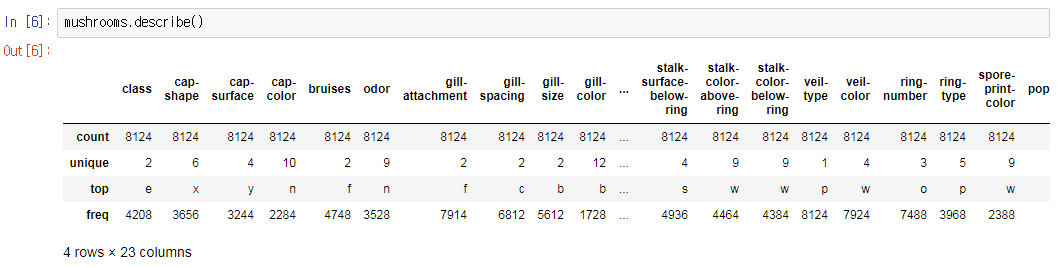 In [6]: mushrooms.describe()
Out[6]:
class cap-shape cap-surface cap-color bruises odor gill-attachment gill-spacing gill-size gill-color ... stalk-surface-below-ring stalk-color-above-ring stalk-color-below-ring veil-type veil-color ring-number ring-type spore-print-color pop
count 8124 8124 8124 8124 8124 8124 8124 8124 8124 8124 ... 8124 8124 8124 8124 8124 8124 8124 8124
unique 2 6 4 10 2 9 2 2 2 12 ... 4 9 9 1 4 3 5 9
top e x y n f n f c b b ... s w w p w o p w
freq 4208 3656 3244 2284 4748 3528 7914 6812 5612 1728 ... 4936 4464 4384 8124 7924 7488 3968 2388
4 rows × 23 columns